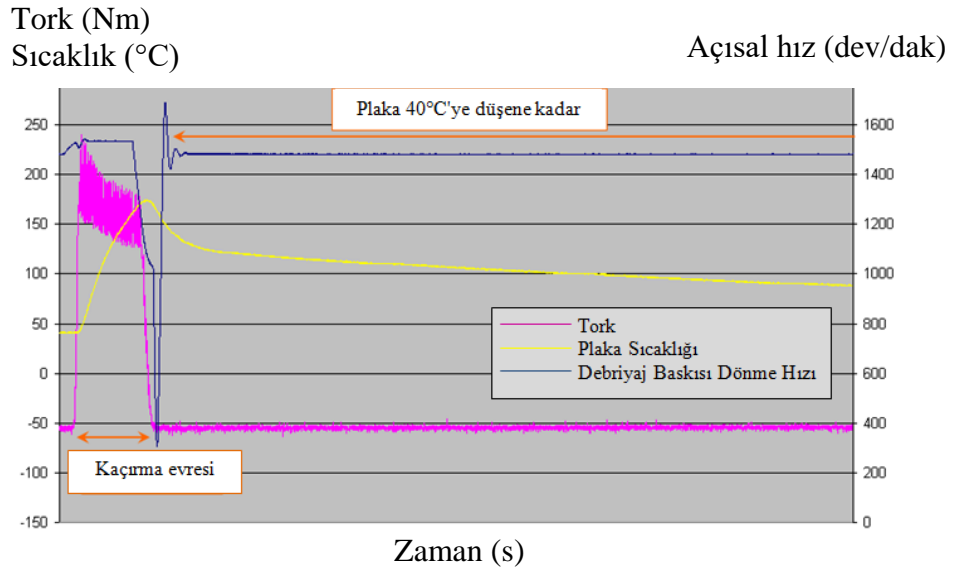 Tork (Nm)
Sıcaklık (°C)
Açısal hız (dev/dak)
Plaka 40°C'ye düşene kadar
250
200
150
100
50
0
-50
-100
-150
1600
1400
1200
1000
800
600
400
200
0
Tork
Plaka Sıcaklığı
Debriyaj Baskısı Dönme Hızı
Kaçırma evresi
Zaman (s)